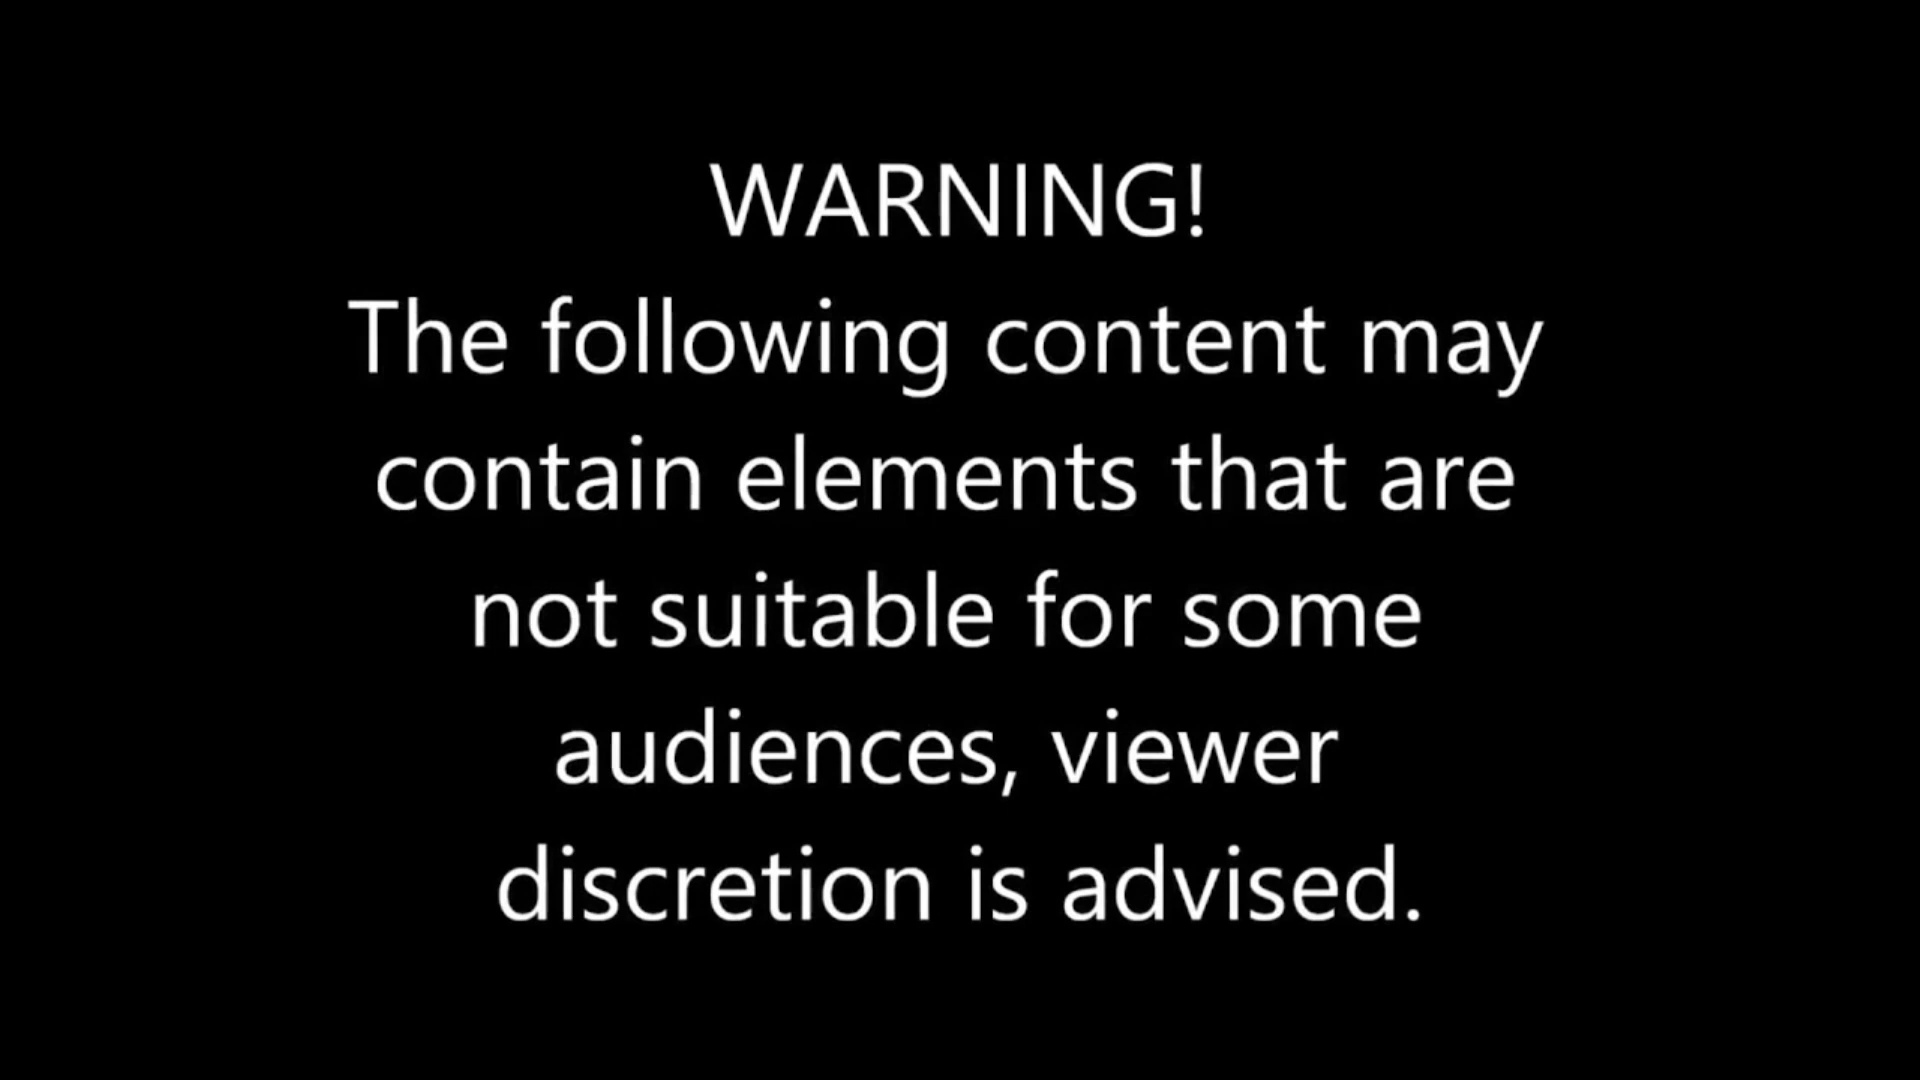 WARNING!
The following content may
contain elements that are
not suitable for some
audiences, viewer
discretion is advised.